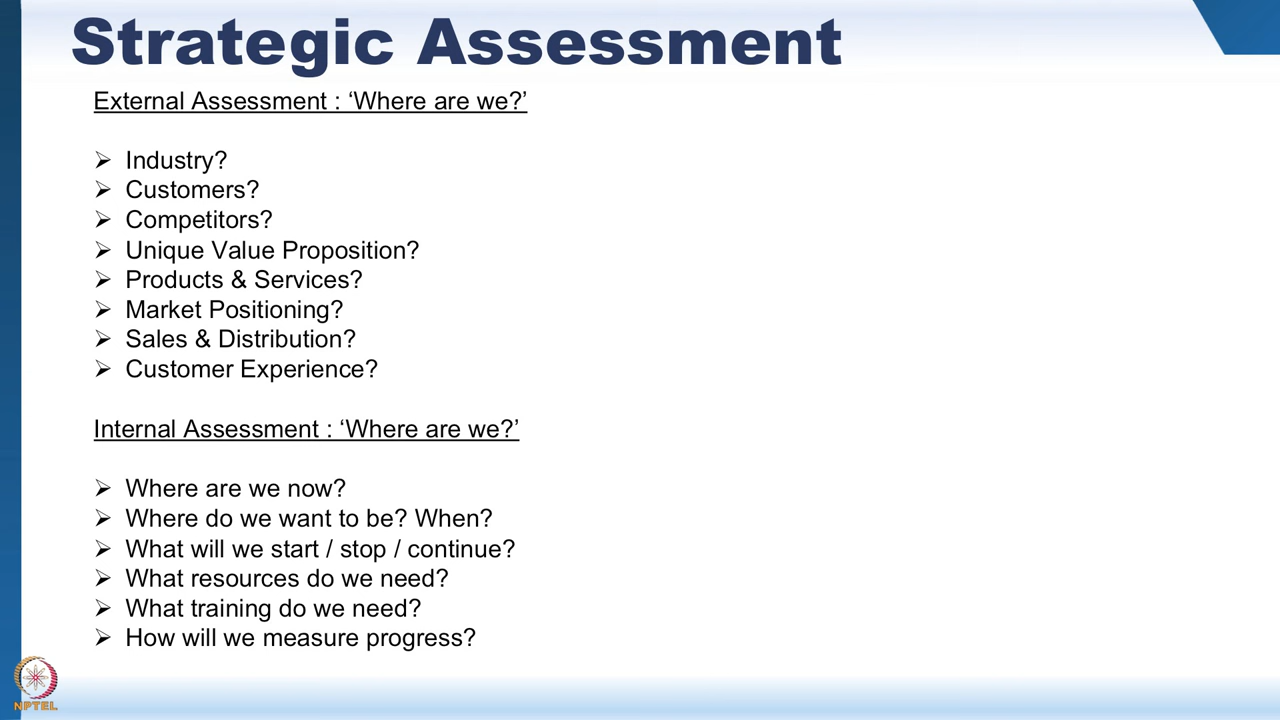 Strategic Assessment
External Assessment : ‘Where are we?’
➢ Industry?
➢ Customers?
➢ Competitors?
➢ Unique Value Proposition?
➢ Products & Services?
➢ Market Positioning?
➢ Sales & Distribution?
➢ Customer Experience?
Internal Assessment : ‘Where are we?’
➢ Where are we now?
➢ Where do we want to be? When?
➢ What will we start / stop / continue?
➢ What resources do we need?
➢ What training do we need?
➢ How will we measure progress?
NPTEL